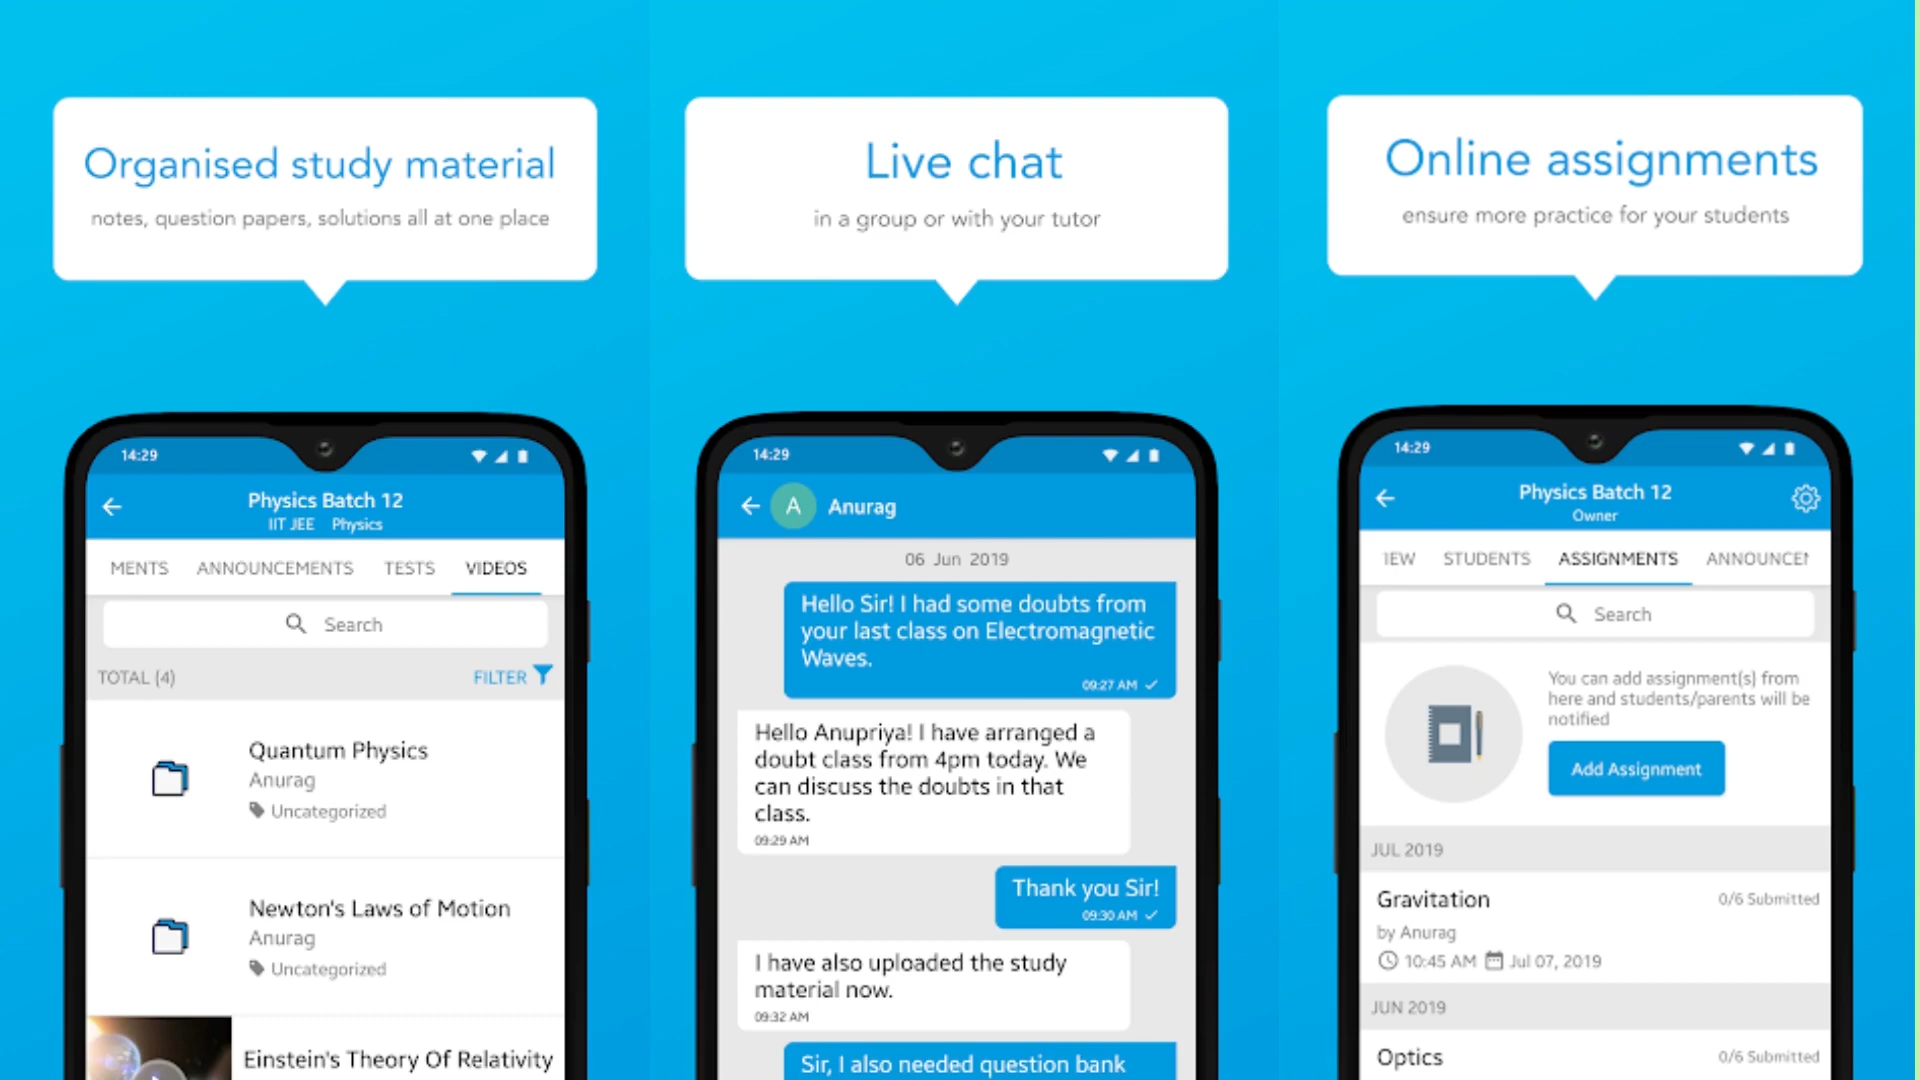 Organised study material
notes, question papers, solutions all at one place
14:29
Physics Batch 12
IIT JEE Physics
MENTS ANNOUNCEMENTS TESTS VIDEOS
Search
TOTAL (4) FILTER
Quantum Physics
Anurag
Uncategorized
Newton's Laws of Motion
Anurag
Uncategorized
Einstein's Theory Of Relativity
Live chat
in a group or with your tutor
14:29
A Anurag
06 Jun 2019
Hello Sir! I had some doubts from
your last class on Electromagnetic
Waves.
09:27 AM
Hello Anupriya! I have arranged a
doubt class from 4pm today. We
can discuss the doubts in that
class.
09:29 AM
Thank you Sir!
09:30 AM
I have also uploaded the study
material now.
09:32 AM
Sir, I also needed question bank
Online assignments
ensure more practice for your students
14:29
Physics Batch 12
Owner
IEW STUDENTS ASSIGNMENTS ANNOUNCEM
Search
You can add assignment(s) from
here and students/parents will be
notified
Add Assignment
JUL 2019
Gravitation 0/6 Submitted
by Anurag
10:45 AM Jul 07, 2019
JUN 2019
Optics 0/6 Submitted